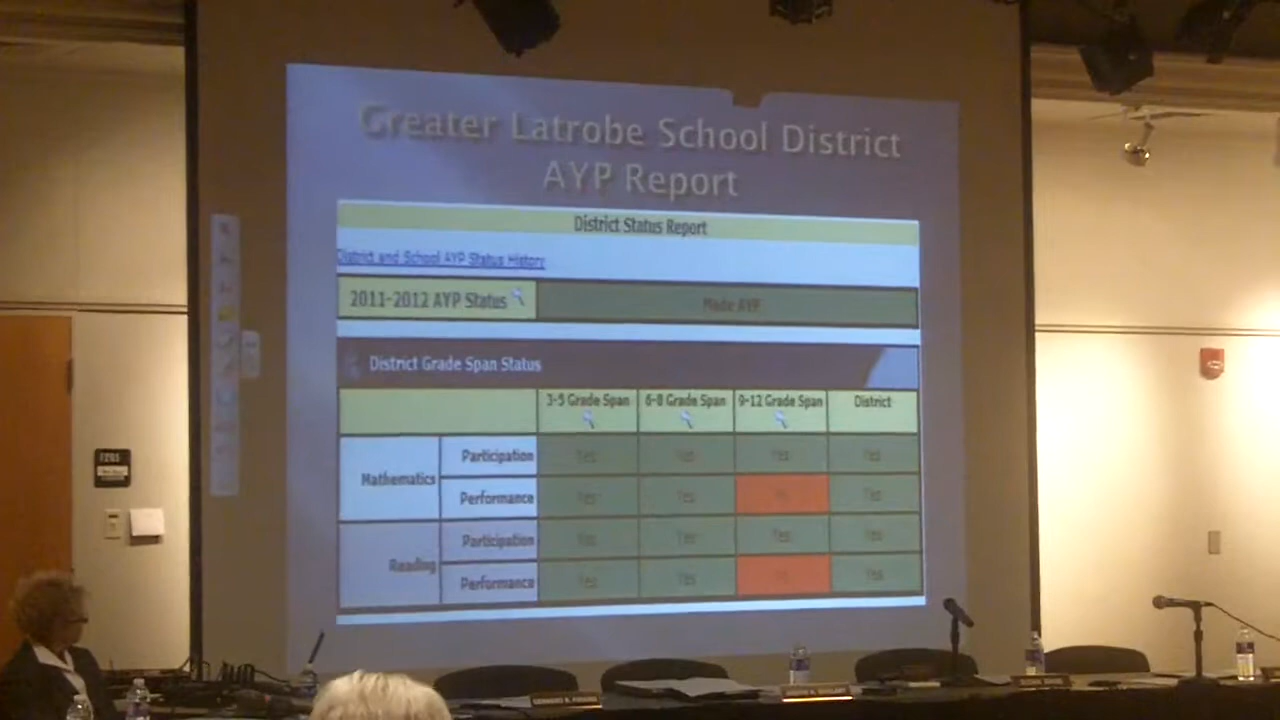 Greater Latrobe School District
AYP Report
District Status Report
District and School AYP Status History
2011-2012 AYP Status
Made AYP
District Grade Span Status
3-5 Grade Span
6-8 Grade Span
9-12 Grade Span
District
Mathematics
Participation
Yes
Yes
Yes
Yes
Performance
Yes
Yes
Yes
Reading
Participation
Yes
Yes
Yes
Yes
Performance
Yes
Yes
Yes